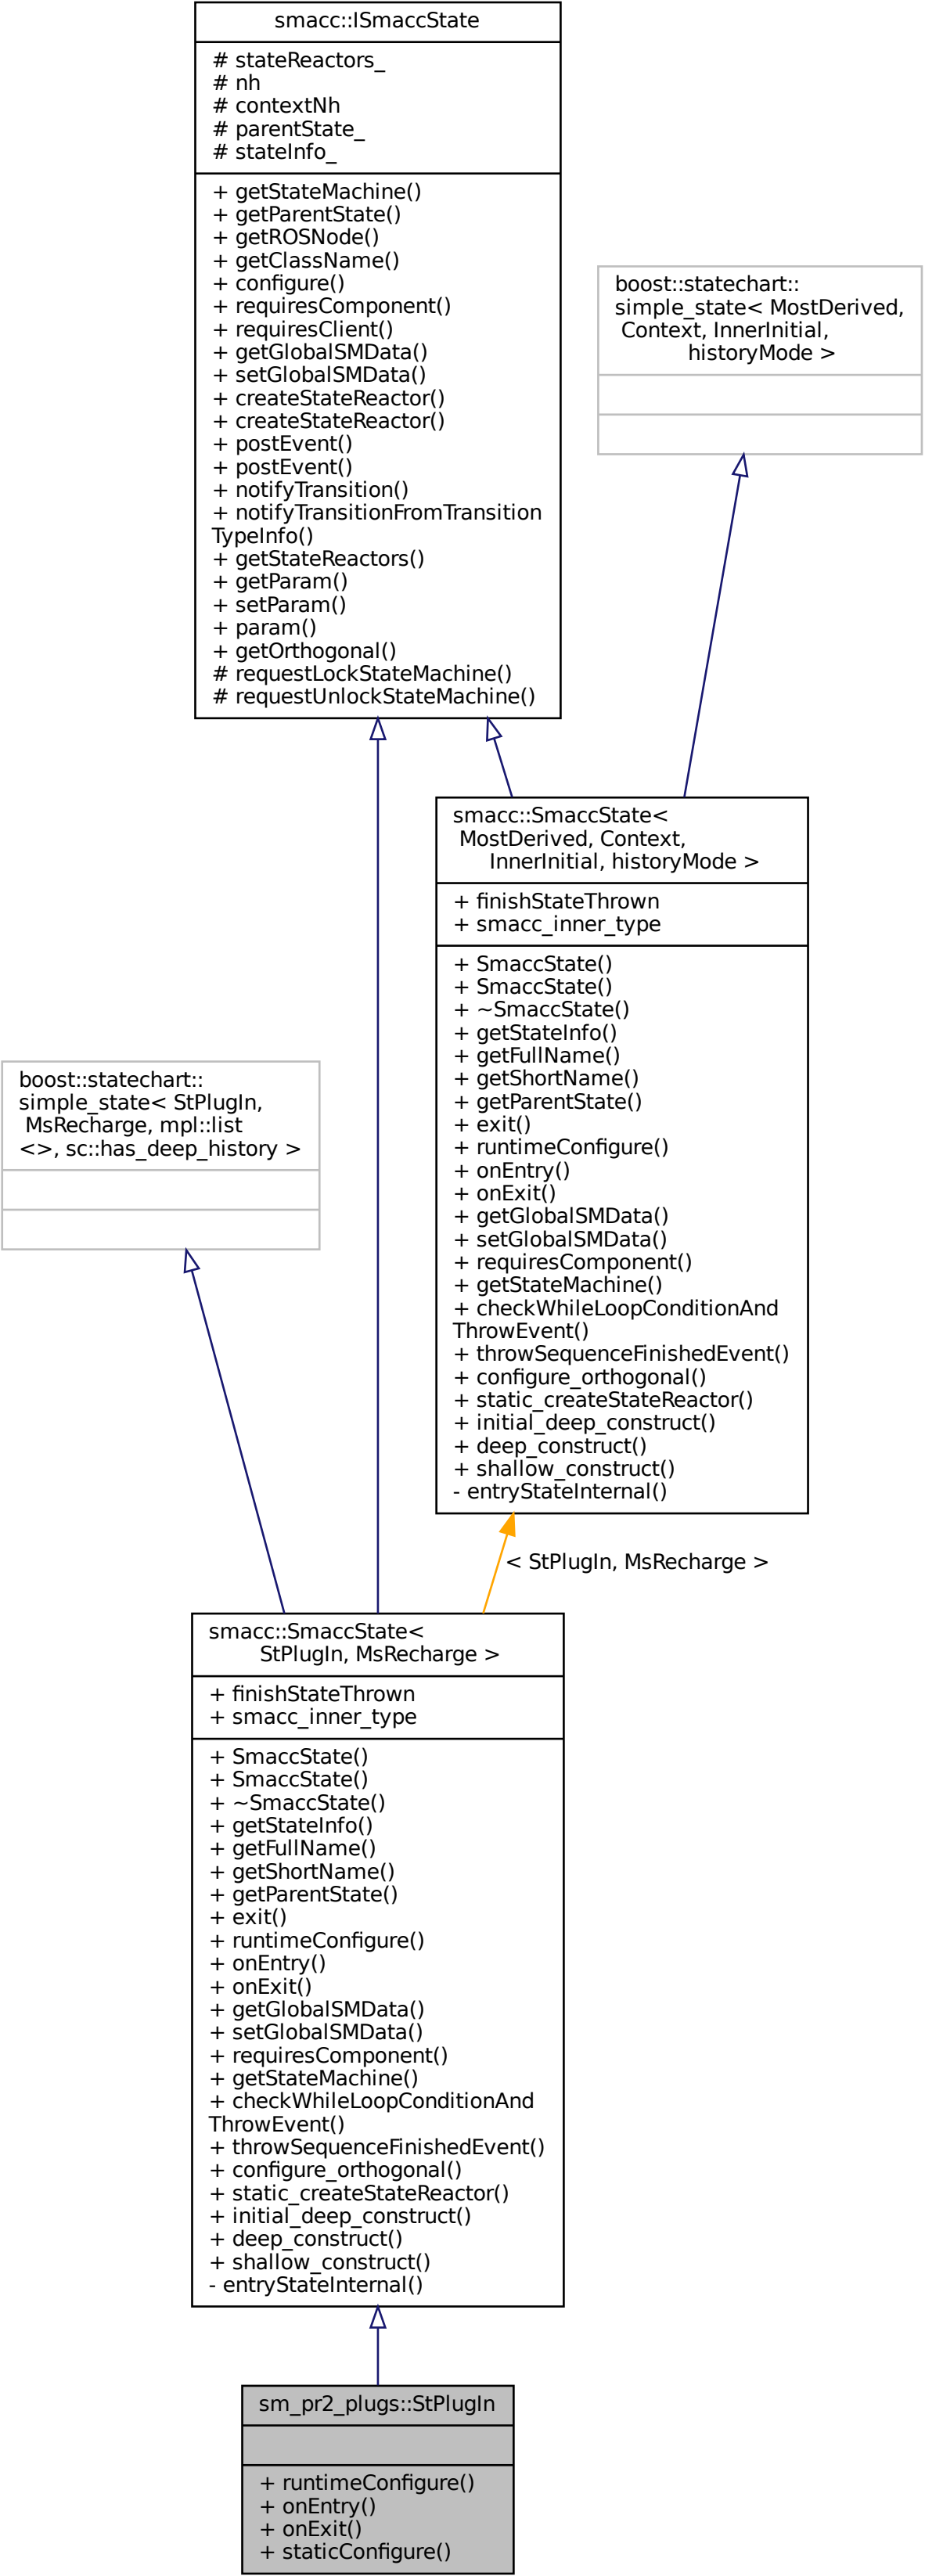 smacc::ISmaccState
# stateReactors_
# nh
# contextNh
# parentState_
# stateInfo_
+ getStateMachine()
+ getParentState()
+ getROSNode()
+ getClassName()
+ configure()
+ requiresComponent()
+ requiresClient()
+ getGlobalSMData()
+ setGlobalSMData()
+ createStateReactor()
+ createStateReactor()
+ postEvent()
+ postEvent()
+ notifyTransition()
+ notifyTransitionFromTransition
TypeInfo()
+ getStateReactors()
+ getParam()
+ setParam()
+ param()
+ getOrthogonal()
# requestLockStateMachine()
# requestUnlockStateMachine()
boost::statechart::
simple_state< MostDerived,
Context, InnerInitial,
historyMode >
smacc::SmaccState<
MostDerived, Context,
InnerInitial, historyMode >
+ finishStateThrown
+ smacc_inner_type
+ SmaccState()
+ SmaccState()
+ ~SmaccState()
+ getStateInfo()
+ getFullName()
+ getShortName()
+ getParentState()
+ exit()
+ runtimeConfigure()
+ onEntry()
+ onExit()
+ getGlobalSMData()
+ setGlobalSMData()
+ requiresComponent()
+ getStateMachine()
+ checkWhileLoopConditionAnd
ThrowEvent()
+ throwSequenceFinishedEvent()
+ configure_orthogonal()
+ static_createStateReactor()
+ initial_deep_construct()
+ deep_construct()
+ shallow_construct()
- entryStateInternal()
boost::statechart::
simple_state< StPlugIn,
MsRecharge, mpl::list
<>, sc::has_deep_history >
< StPlugIn, MsRecharge >
smacc::SmaccState<
StPlugIn, MsRecharge >
+ finishStateThrown
+ smacc_inner_type
+ SmaccState()
+ SmaccState()
+ ~SmaccState()
+ getStateInfo()
+ getFullName()
+ getShortName()
+ getParentState()
+ exit()
+ runtimeConfigure()
+ onEntry()
+ onExit()
+ getGlobalSMData()
+ setGlobalSMData()
+ requiresComponent()
+ getStateMachine()
+ checkWhileLoopConditionAnd
ThrowEvent()
+ throwSequenceFinishedEvent()
+ configure_orthogonal()
+ static_createStateReactor()
+ initial_deep_construct()
+ deep_construct()
+ shallow_construct()
- entryStateInternal()
sm_pr2_plugs::StPlugIn
+ runtimeConfigure()
+ onEntry()
+ onExit()
+ staticConfigure()